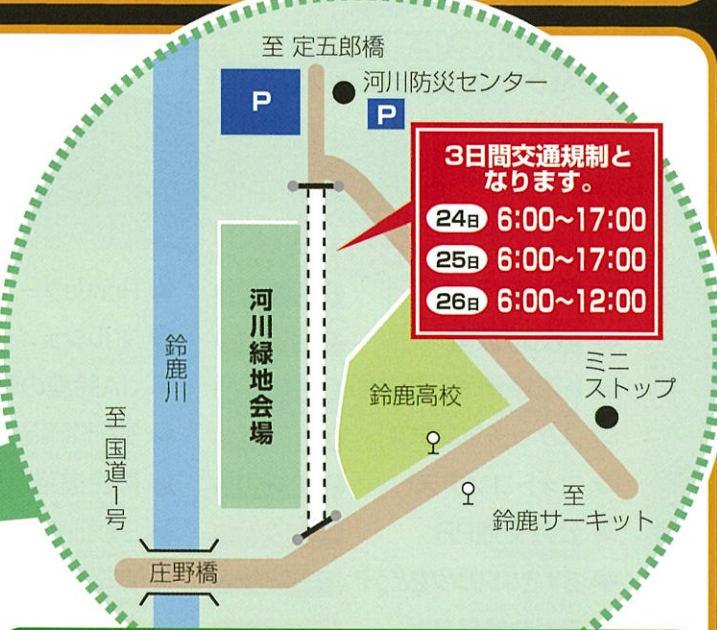 至 定五郎橋
P
河川防災センター
P
3日間交通規制と
なります。
24日 6:00~17:00
25日 6:00~17:00
26日 6:00~12:00
河川緑地会場
鈴鹿川
鈴鹿高校
ミニ
ストップ
至 国道1号
至
鈴鹿サーキット
庄野橋